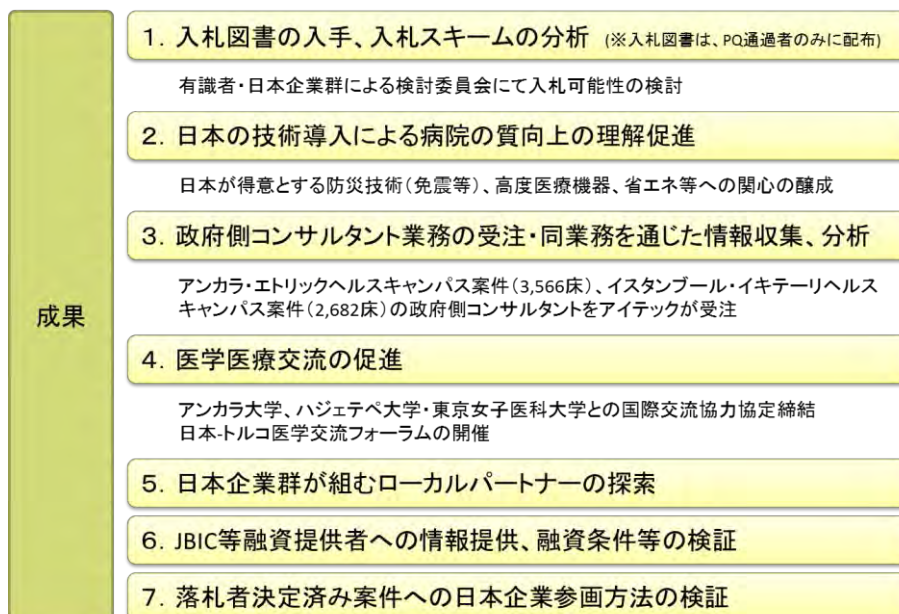 成果
１．入札図書の入手、入札スキームの分析 (※入札図書は、PQ通過者のみに配布)
有識者・日本企業群による検討委員会にて入札可能性の検討
２．日本の技術導入による病院の質向上の理解促進
日本が得意とする防災技術(免震等)、高度医療機器、省エネ等への関心の醸成
３．政府側コンサルタント業務の受注・同業務を通じた情報収集、分析
アンカラ・エトリックヘルスキャンパス案件(3,566床)、イスタンブール・イキテーリヘルス
キャンパス案件(2,682床)の政府側コンサルタントをアイテックが受注
４．医学医療交流の促進
アンカラ大学、ハジェテペ大学・東京女子医科大学との国際交流協力協定締結
日本-トルコ医学交流フォーラムの開催
５．日本企業群が組むローカルパートナーの探索
６．JBIC等融資提供者への情報提供、融資条件等の検証
７．落札者決定済み案件への日本企業参画方法の検証